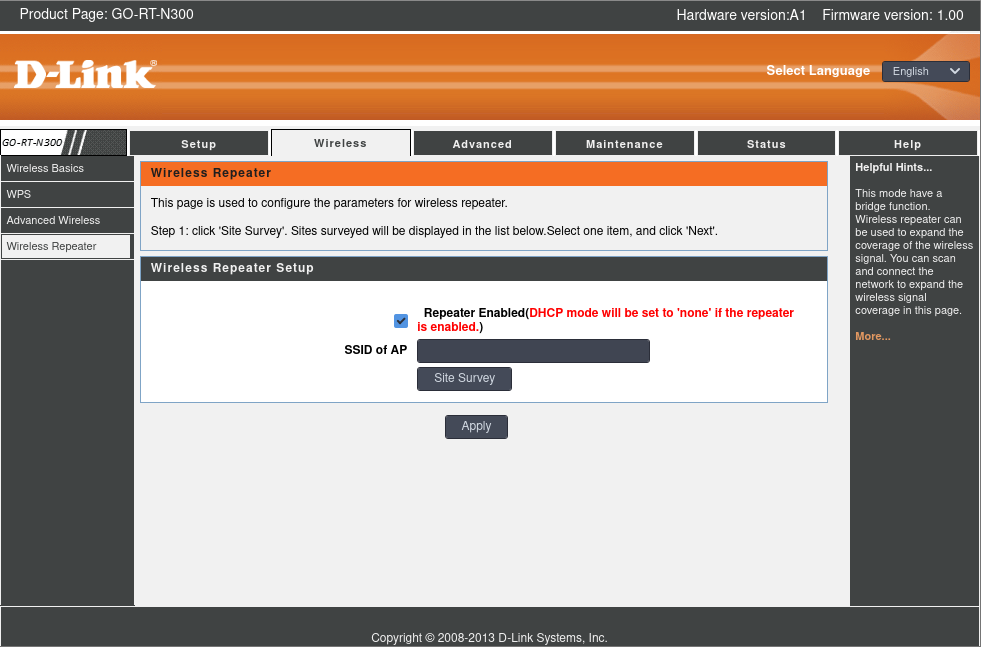 Product Page: GO-RT-N300
Hardware version:A1 Firmware version: 1.00
D-Link®
Select Language English
GO-RT-N300
Setup Wireless Advanced Maintenance Status Help
Wireless Basics
WPS
Advanced Wireless
Wireless Repeater
Wireless Repeater
This page is used to configure the parameters for wireless repeater.
Step 1: click 'Site Survey'. Sites surveyed will be displayed in the list below.Select one item, and click 'Next'.
Wireless Repeater Setup
Repeater Enabled(DHCP mode will be set to 'none' if the repeater
is enabled.)
SSID of AP
Site Survey
Apply
Helpful Hints...
This mode have a
bridge function.
Wireless repeater can
be used to expand the
coverage of the wireless
signal. You can scan
and connect the
network to expand the
wireless signal
coverage in this page.
More...
Copyright © 2008-2013 D-Link Systems, Inc.